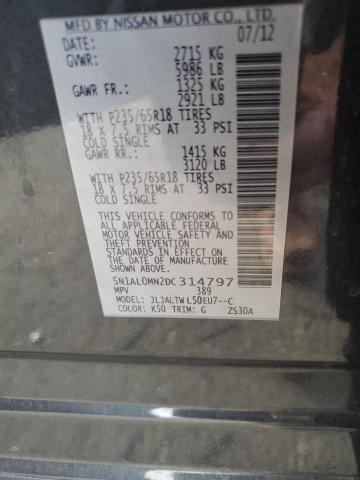 MFD BY NISSAN MOTOR CO., LTD.
DATE: 07/12
GVWR: 2715 KG
5986 LB
GAWR FR.: 1325 KG
2921 LB
WITH P235/65R18 TIRES
18 X 7.5 RIMS AT 33 PSI
COLD SINGLE
GAWR RR.: 1415 KG
3120 LB
WITH P235/65R18 TIRES
18 X 7.5 RIMS AT 33 PSI
COLD SINGLE
THIS VEHICLE CONFORMS TO
ALL APPLICABLE FEDERAL
MOTOR VEHICLE SAFETY AND
THEFT PREVENTION
STANDARDS IN EFFECT ON THE
DATE OF MANUFACTURE SHOWN
ABOVE.
5N1AL0MN2DC314797
MPV 389
MODEL: JLJALTWL50EU7--C
COLOR: K50 TRIM: G ZS30A